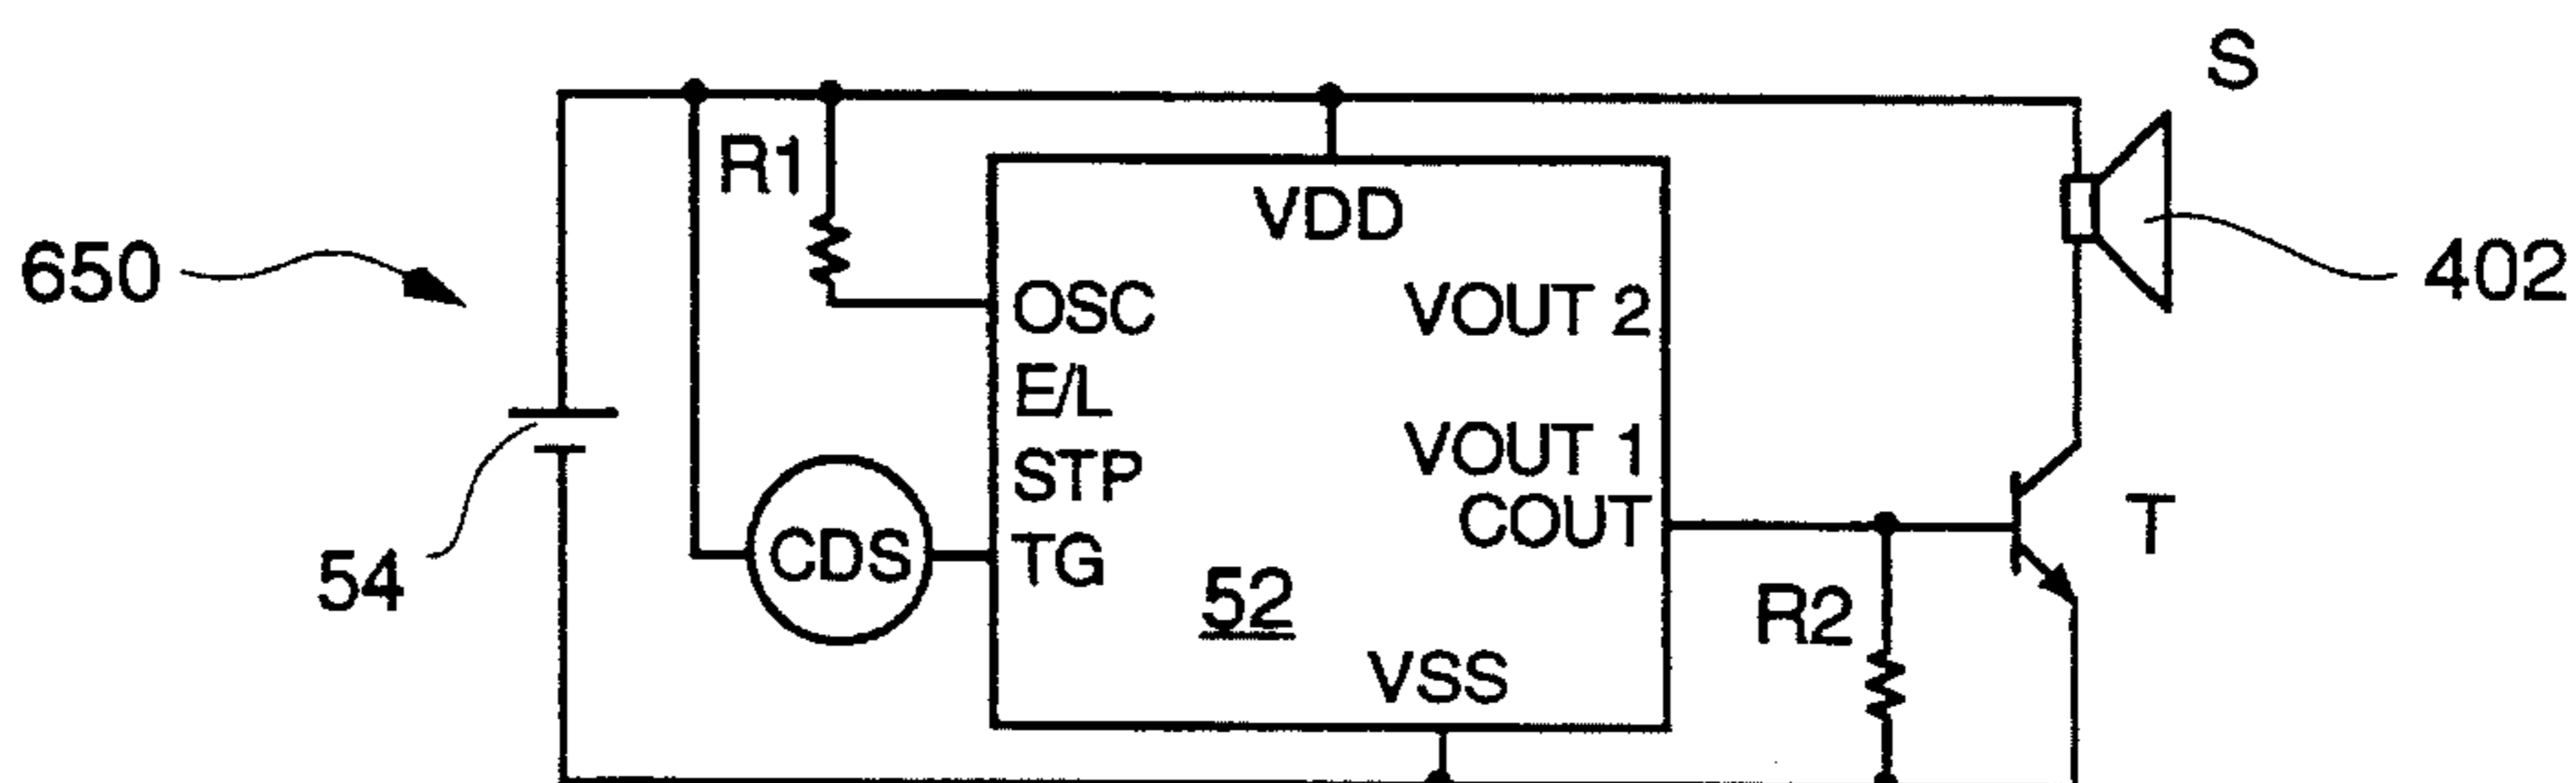 S
R1
VDD
650
OSC
VOUT 2
402
E/L
VOUT 1
STP
COUT
T
54
CDS
TG
52
R2
VSS